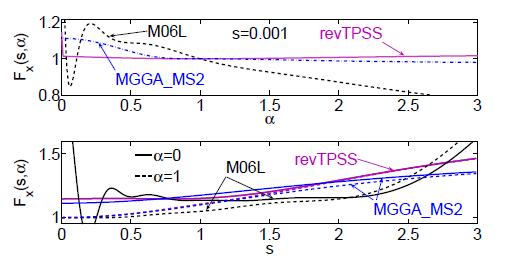 1.2
1
0.8
Fₓ(s,α)
M06L
s=0.001
revTPSS
MGGA_MS2
0 0.5 1 1.5 2 2.5 3
α
1.5
1
Fₓ(s,α)
α=0
α=1
M06L
revTPSS
MGGA_MS2
0 0.5 1 1.5 2 2.5 3
s